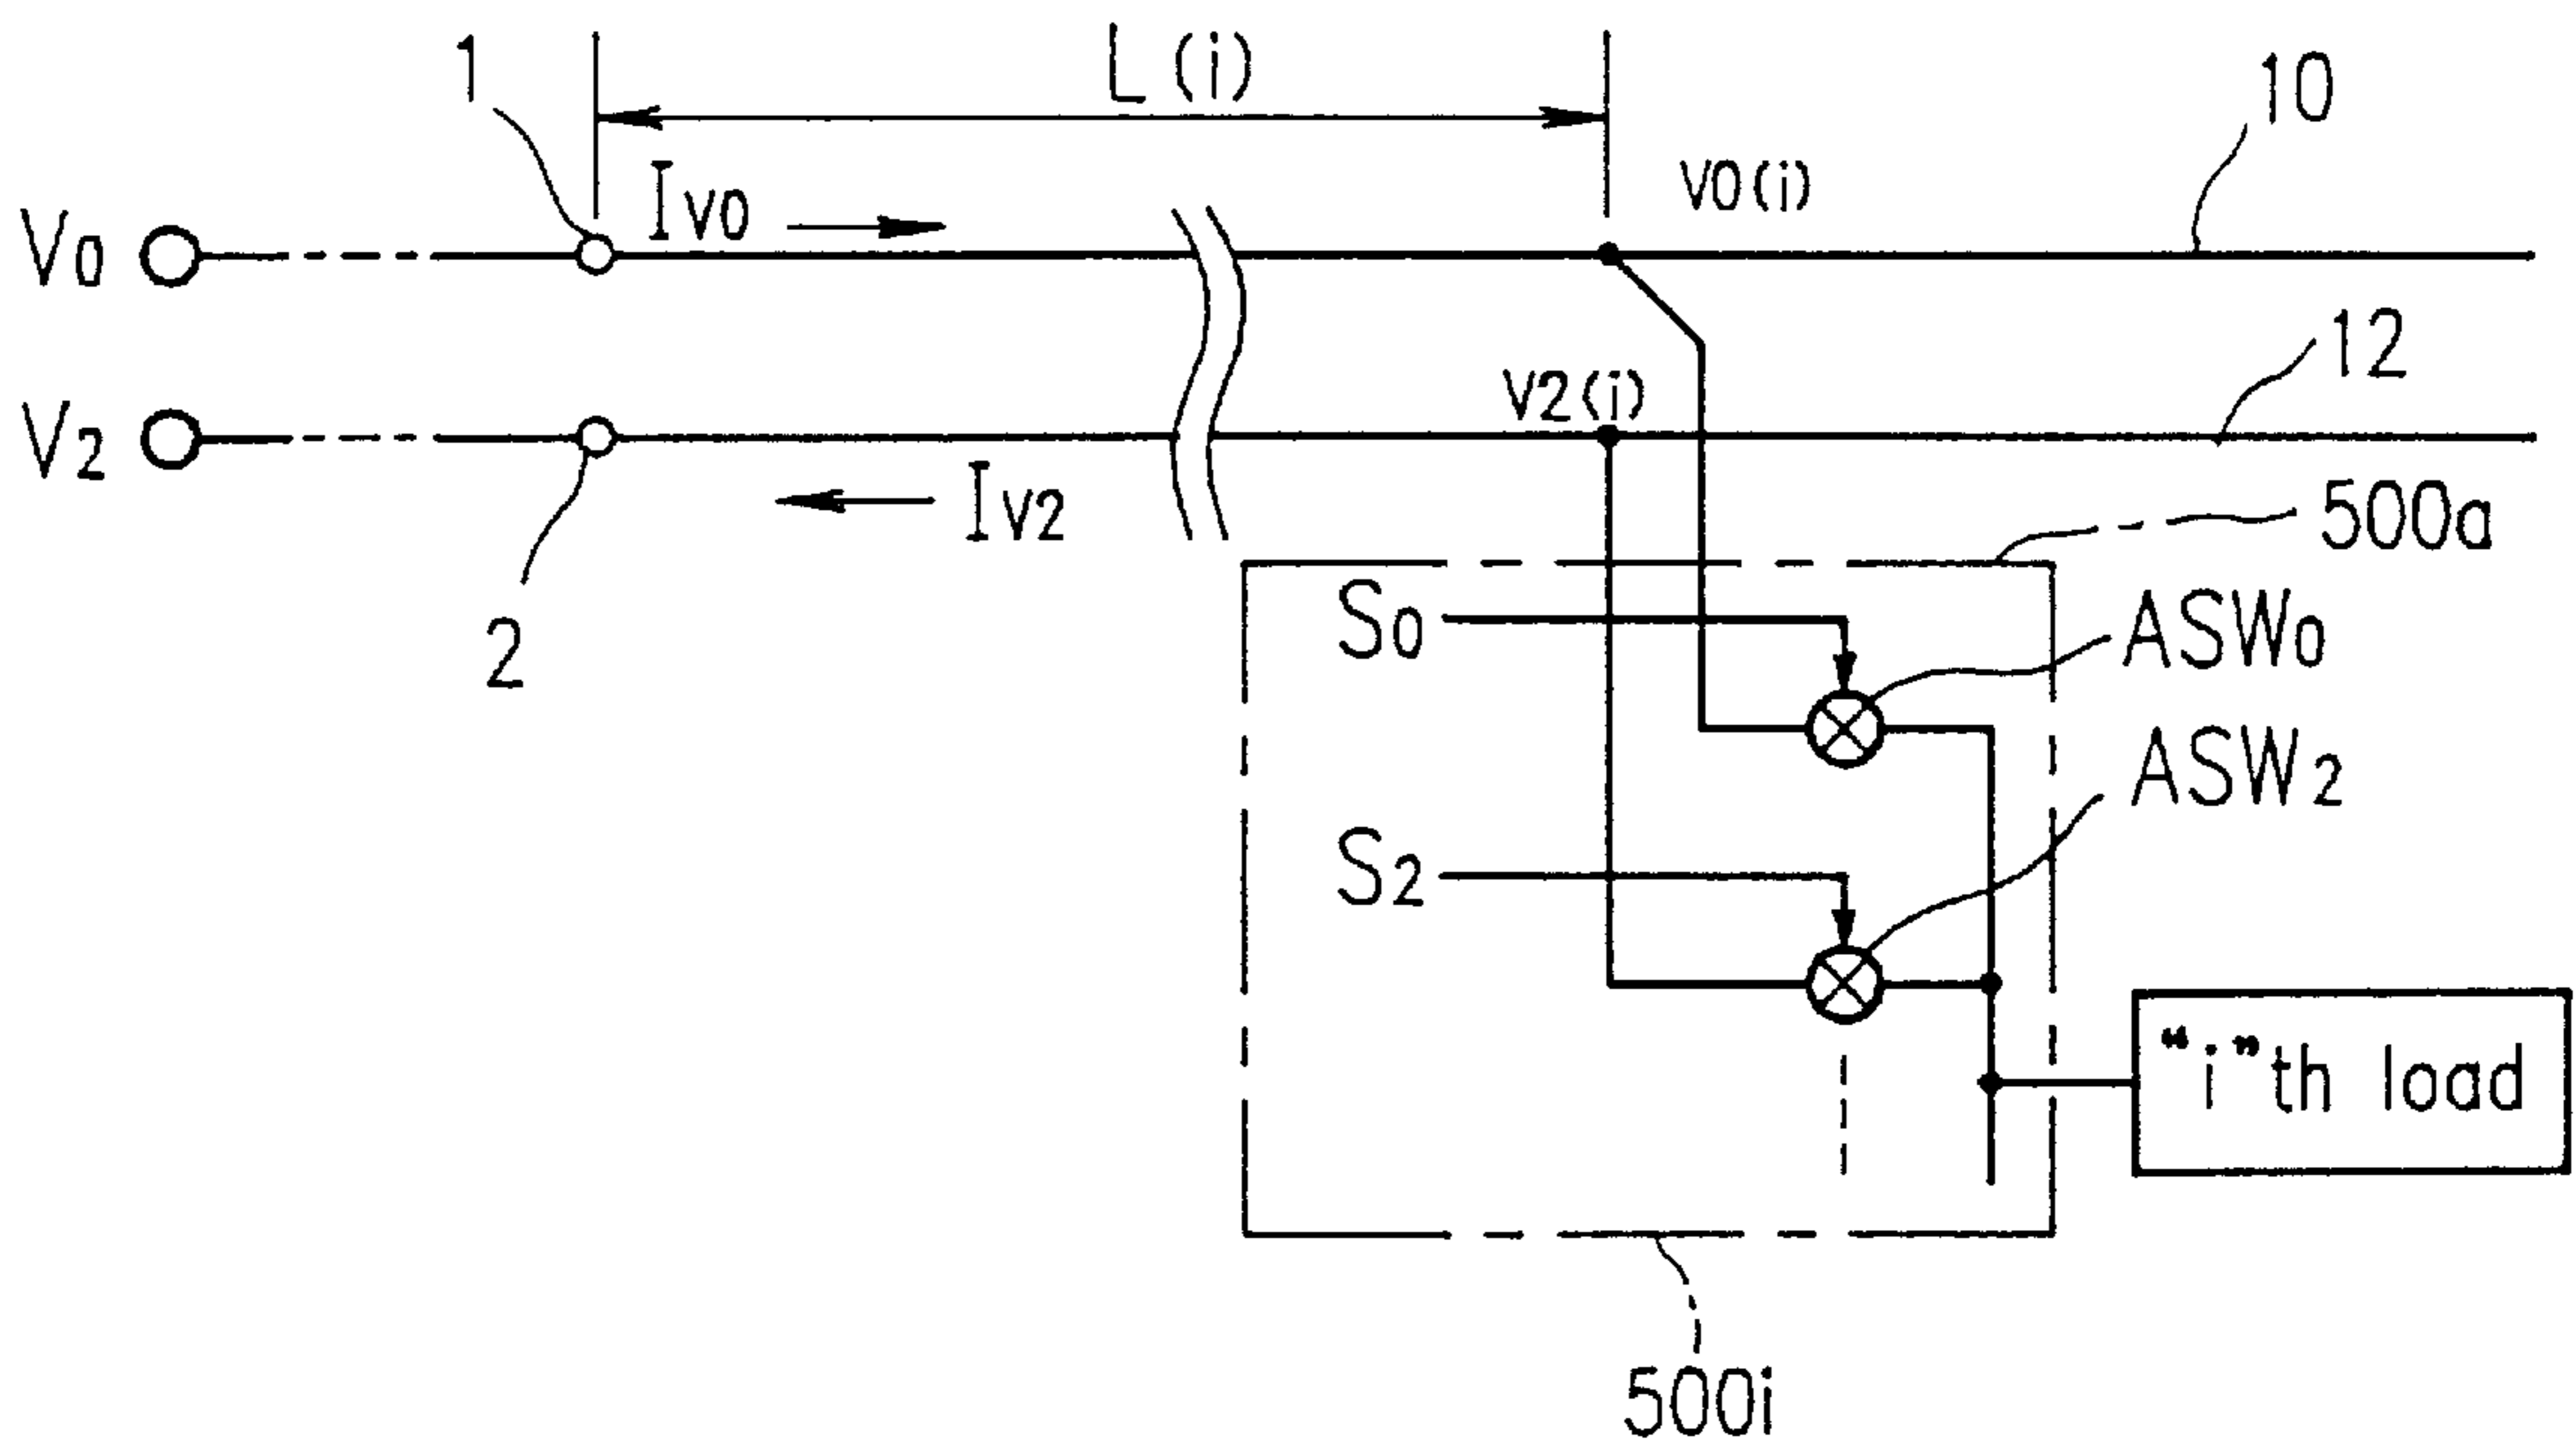 1
L(i)
10
V0
IV0
V0(i)
12
V2
V2(i)
IV2
500a
2
S0
ASW0
ASW2
S2
"i"th load
500i